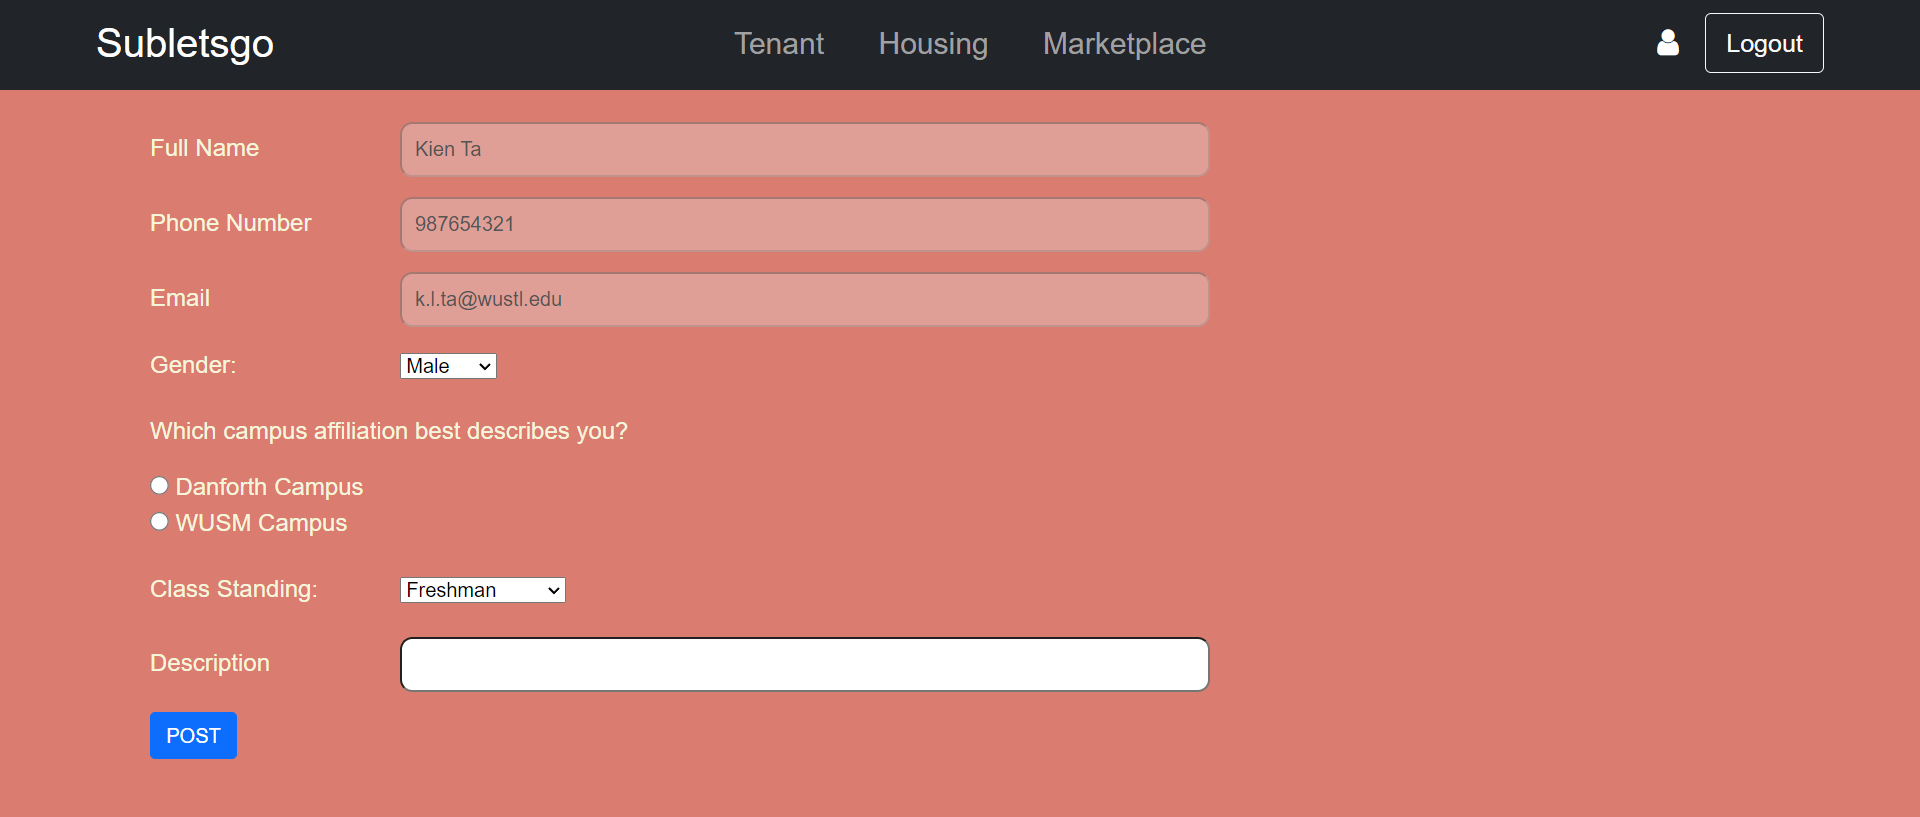 Subletsgo Tenant Housing Marketplace Logout
Full Name Kien Ta
Phone Number 987654321
Email k.l.ta@wustl.edu
Gender: Male
Which campus affiliation best describes you?
Danforth Campus
WUSM Campus
Class Standing: Freshman
Description
POST